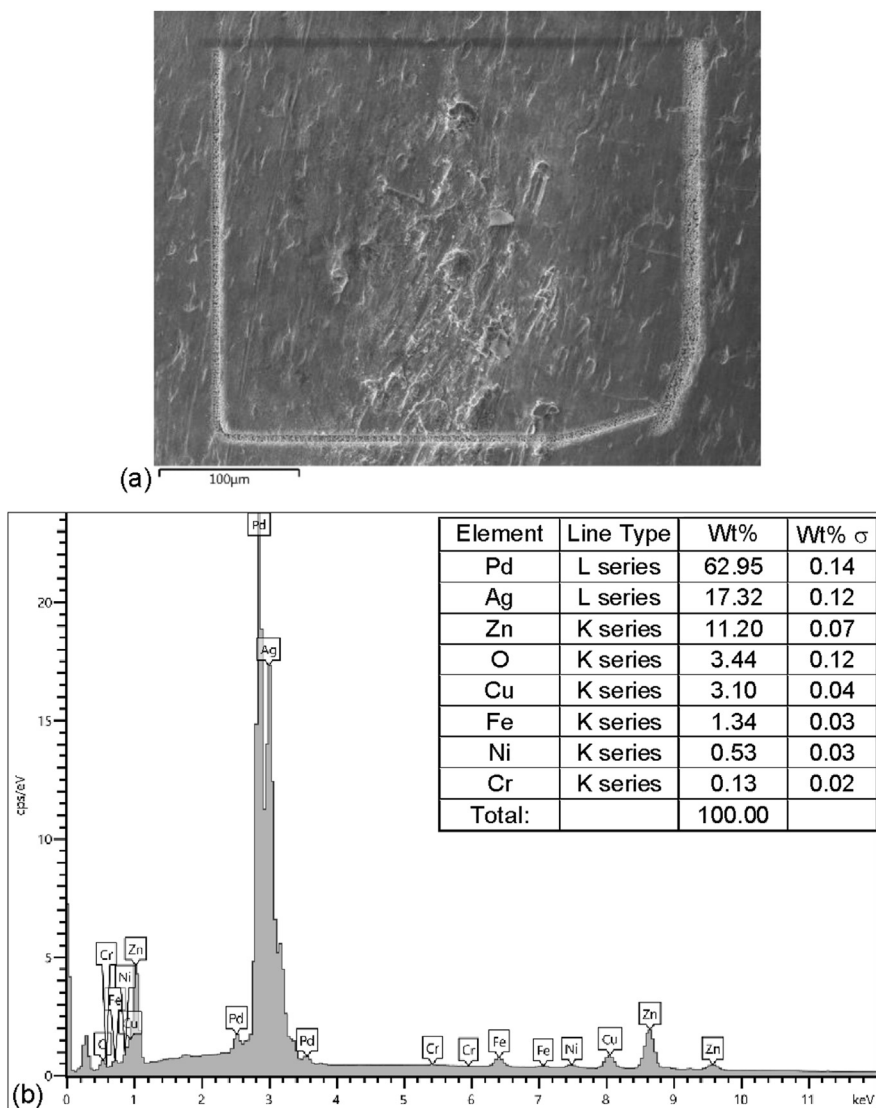 (a)
100µm
Element Line Type Wt% Wt% σ
Pd L series 62.95 0.14
Ag L series 17.32 0.12
Zn K series 11.20 0.07
O K series 3.44 0.12
Cu K series 3.10 0.04
Fe K series 1.34 0.03
Ni K series 0.53 0.03
Cr K series 0.13 0.02
Total: 100.00
Pd
20
Ag
15
cps/eV
10
5
Cr Zn
Ni
Fe
Pd Zn
O Cu Pd Cr Cr Fe Fe Ni Cu Zn
0
(b) 0 1 2 3 4 5 6 7 8 9 10 11 keV